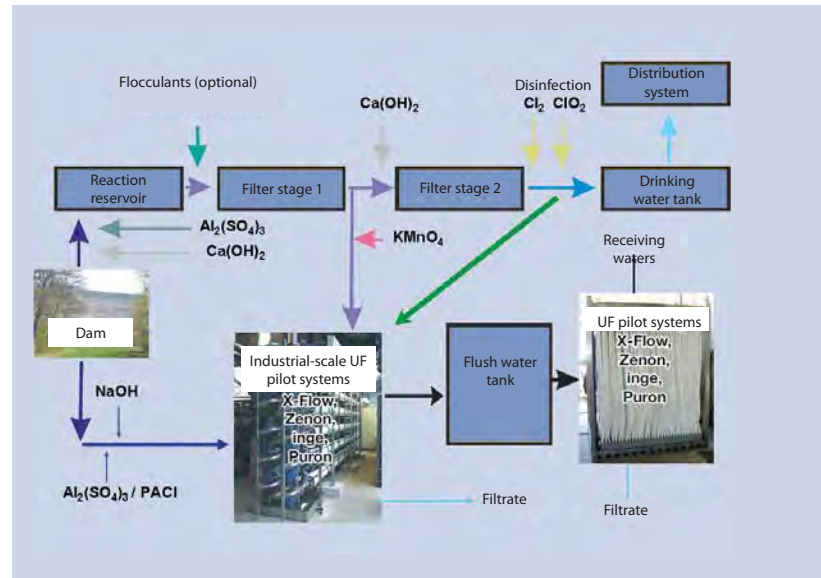 Flocculants (optional)
Ca(OH)₂
Disinfection
Cl₂ ClO₂
Distribution
system
Reaction
reservoir
Filter stage 1
Filter stage 2
Drinking
water tank
Al₂(SO₄)₃
Ca(OH)₂
KMnO₄
Receiving
waters
Dam
Industrial-scale UF
pilot systems
X-Flow,
Zenon,
inge,
Puron
Flush water
tank
UF pilot systems
X-Flow,
Zenon,
inge,
Puron
NaOH
Al₂(SO₄)₃ / PACl
Filtrate
Filtrate